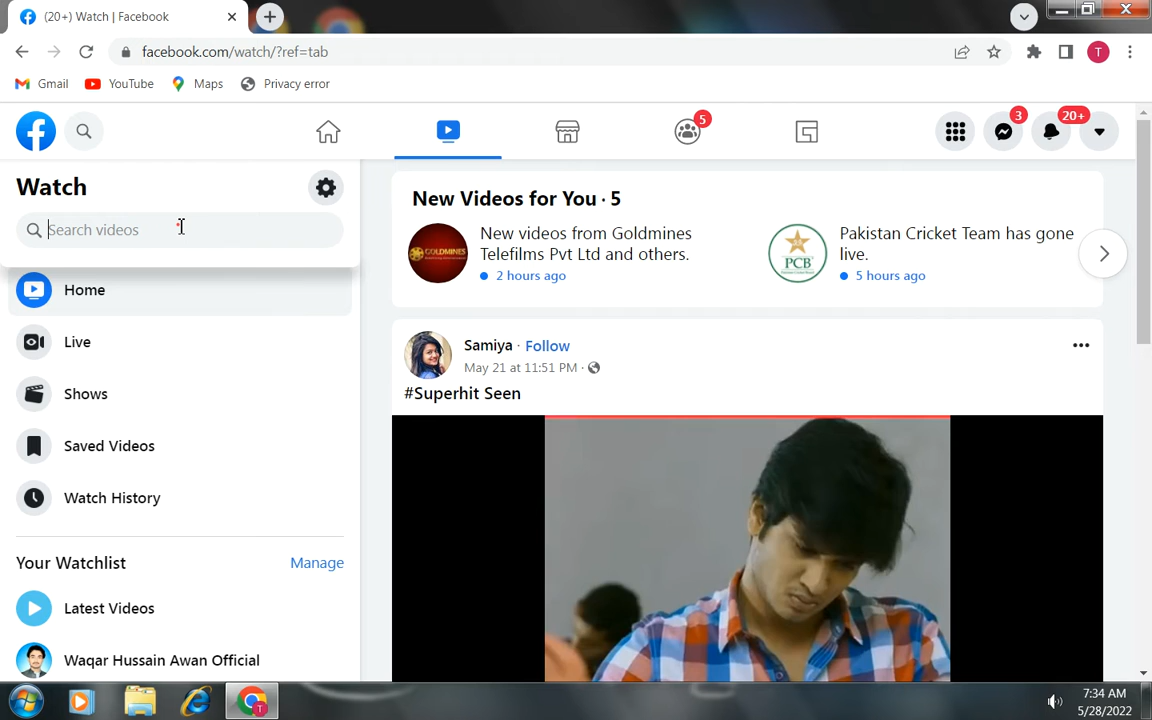 (20+) Watch | Facebook
facebook.com/watch/?ref=tab
T
Gmail
YouTube
Maps
Privacy error
5
3
20+
Watch
Search videos
Home
Live
Shows
Saved Videos
Watch History
Your Watchlist
Manage
Latest Videos
Waqar Hussain Awan Official
New Videos for You · 5
GOLDMINES
New videos from Goldmines
Telefilms Pvt Ltd and others.
2 hours ago
PCB
Pakistan Cricket Team has gone
live.
5 hours ago
Samiya · Follow
May 21 at 11:51 PM ·
#Superhit Seen
T
7:34 AM
5/28/2022